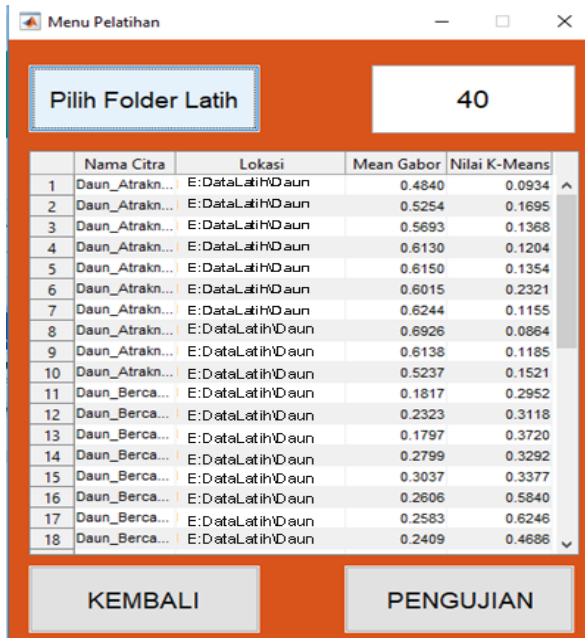 Menu Pelatihan
Pilih Folder Latih 40
Nama Citra Lokasi Mean Gabor Nilai K-Means
1 Daun_Atrakn... E:DataLatih\Daun 0.4840 0.0934
2 Daun_Atrakn... E:DataLatih\Daun 0.5254 0.1695
3 Daun_Atrakn... E:DataLatih\Daun 0.5693 0.1368
4 Daun_Atrakn... E:DataLatih\Daun 0.6130 0.1204
5 Daun_Atrakn... E:DataLatih\Daun 0.6150 0.1354
6 Daun_Atrakn... E:DataLatih\Daun 0.6015 0.2321
7 Daun_Atrakn... E:DataLatih\Daun 0.6244 0.1155
8 Daun_Atrakn... E:DataLatih\Daun 0.6926 0.0864
9 Daun_Atrakn... E:DataLatih\Daun 0.6138 0.1185
10 Daun_Atrakn... E:DataLatih\Daun 0.5237 0.1521
11 Daun_Berca... E:DataLatih\Daun 0.1817 0.2952
12 Daun_Berca... E:DataLatih\Daun 0.2323 0.3118
13 Daun_Berca... E:DataLatih\Daun 0.1797 0.3720
14 Daun_Berca... E:DataLatih\Daun 0.2799 0.3292
15 Daun_Berca... E:DataLatih\Daun 0.3037 0.3377
16 Daun_Berca... E:DataLatih\Daun 0.2606 0.5840
17 Daun_Berca... E:DataLatih\Daun 0.2583 0.6246
18 Daun_Berca... E:DataLatih\Daun 0.2409 0.4686
KEMBALI PENGUJIAN